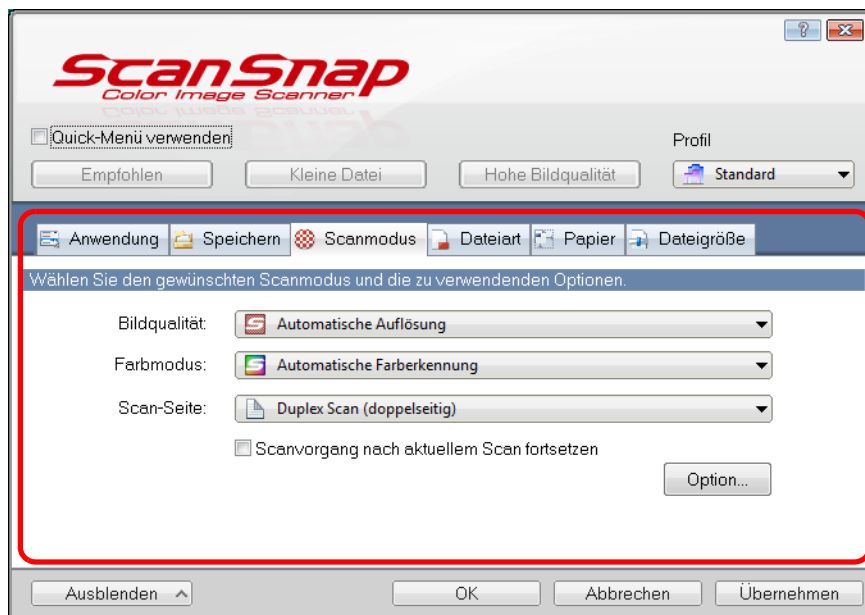 ScanSnap
Color Image Scanner
Quick-Menü verwenden
Profil
Empfohlen Kleine Datei Hohe Bildqualität Standard
Anwendung Speichern Scanmodus Dateiart Papier Dateigröße
Wählen Sie den gewünschten Scanmodus und die zu verwendenden Optionen.
Bildqualität: Automatische Auflösung
Farbmodus: Automatische Farberkennung
Scan-Seite: Duplex Scan (doppelseitig)
Scanvorgang nach aktuellem Scan fortsetzen
Option...
Ausblenden OK Abbrechen Übernehmen